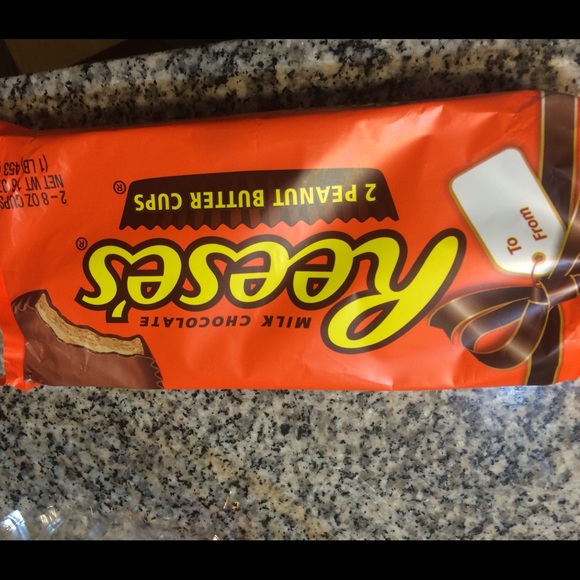 MILK CHOCOLATE
REESE'S®
2 PEANUT BUTTER CUPS®
To
From
2-8 OZ CUPS
NET WT 16 OZ
(1 LB) 453